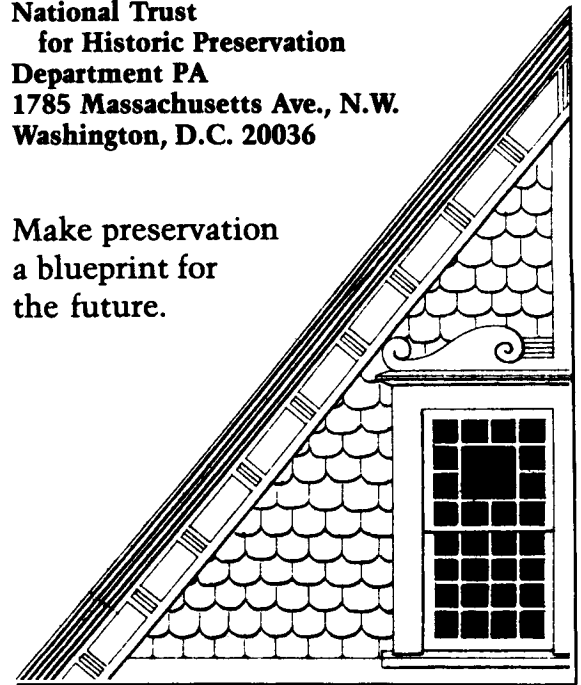 National Trust
for Historic Preservation
Department PA
1785 Massachusetts Ave., N.W.
Washington, D.C. 20036
Make preservation
a blueprint for
the future.